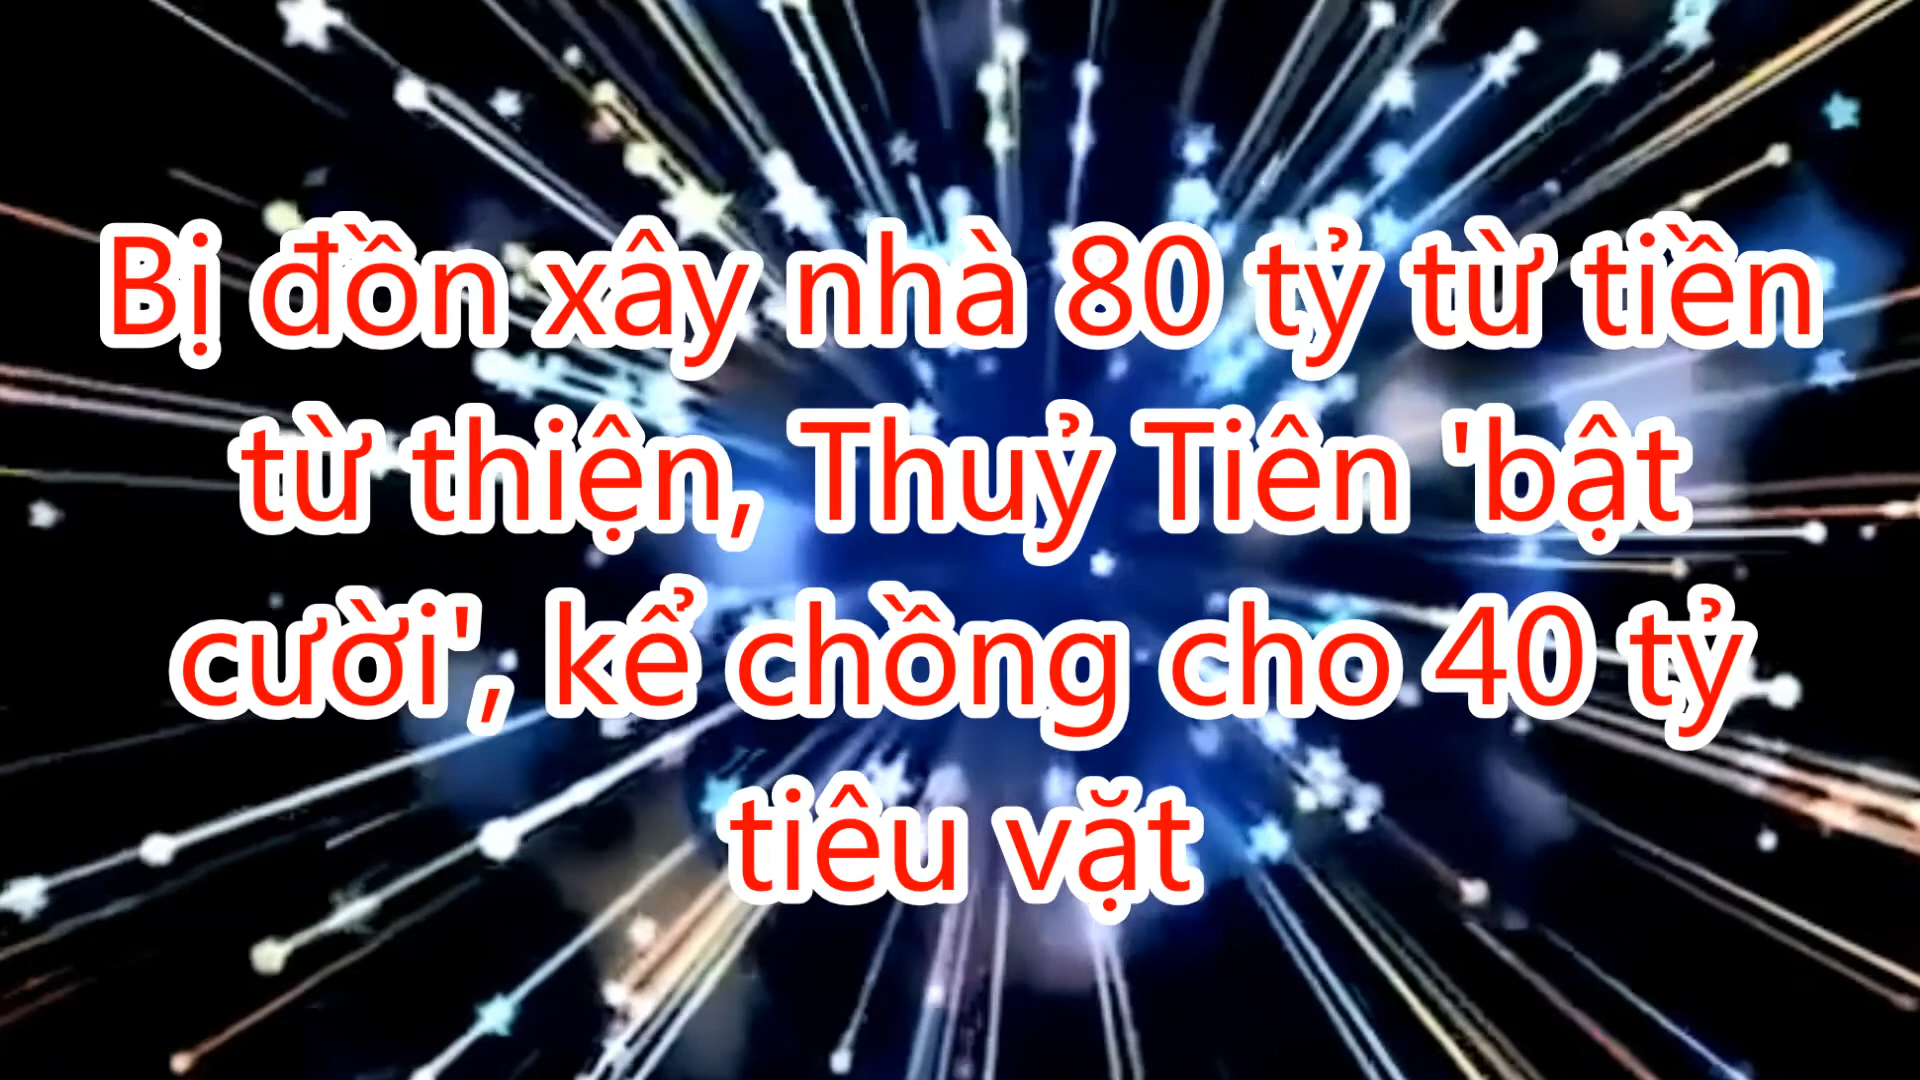 Bị đồn xây nhà 80 tỷ từ tiền
từ thiện, Thuỷ Tiên 'bật
cười', kể chồng cho 40 tỷ
tiêu vặt